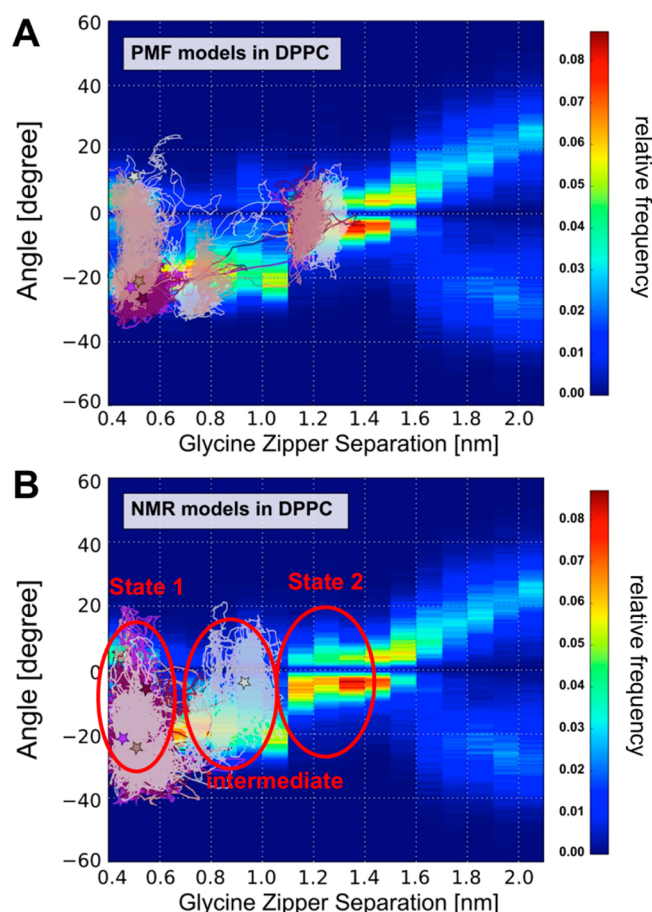 A
PMF models in DPPC
60
40
20
0
−20
−40
−60
Angle [degree]
0.4 0.6 0.8 1.0 1.2 1.4 1.6 1.8 2.0
Glycine Zipper Separation [nm]
0.08
0.07
0.06
0.05
0.04
0.03
0.02
0.01
0.00
relative frequency
B
NMR models in DPPC
State 1
State 2
intermediate
60
40
20
0
−20
−40
−60
Angle [degree]
0.4 0.6 0.8 1.0 1.2 1.4 1.6 1.8 2.0
Glycine Zipper Separation [nm]
0.08
0.07
0.06
0.05
0.04
0.03
0.02
0.01
0.00
relative frequency